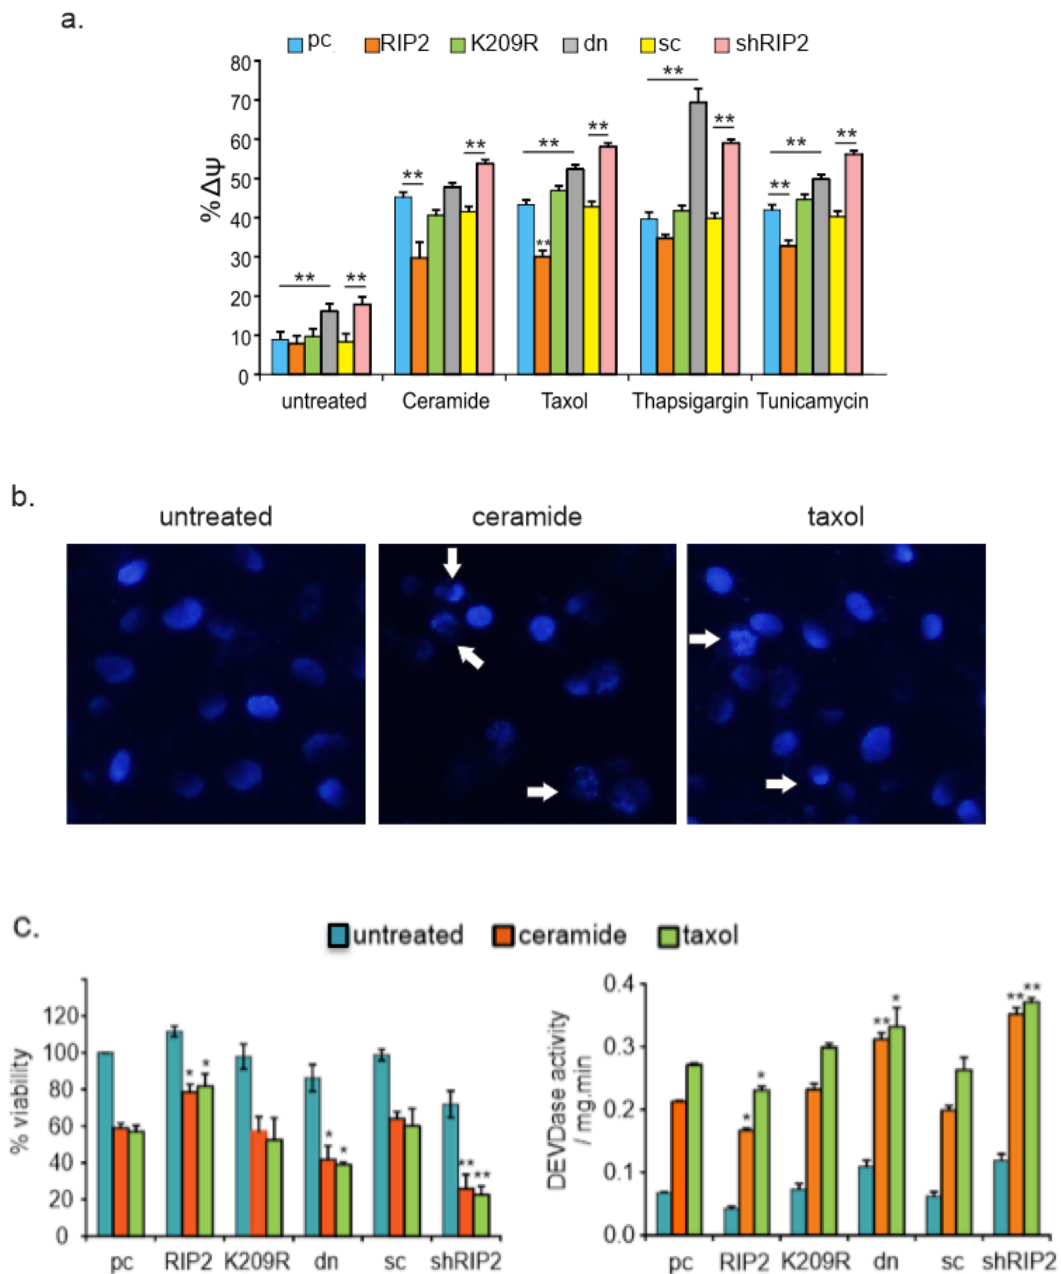 a.
pc RIP2 K209R dn sc shRIP2
% ΔΨ
80
70
60
50
40
30
20
10
0
** ** ** ** ** ** ** ** ** ** ** ** **
untreated Ceramide Taxol Thapsigargin Tunicamycin
b.
untreated ceramide taxol
c.
untreated ceramide taxol
% viability
120
100
80
60
40
20
0
* * * * ** **
pc RIP2 K209R dn sc shRIP2
DEVDase activity
/ mg.min
0.4
0.3
0.2
0.1
0.0
* * ** * ** **
pc RIP2 K209R dn sc shRIP2